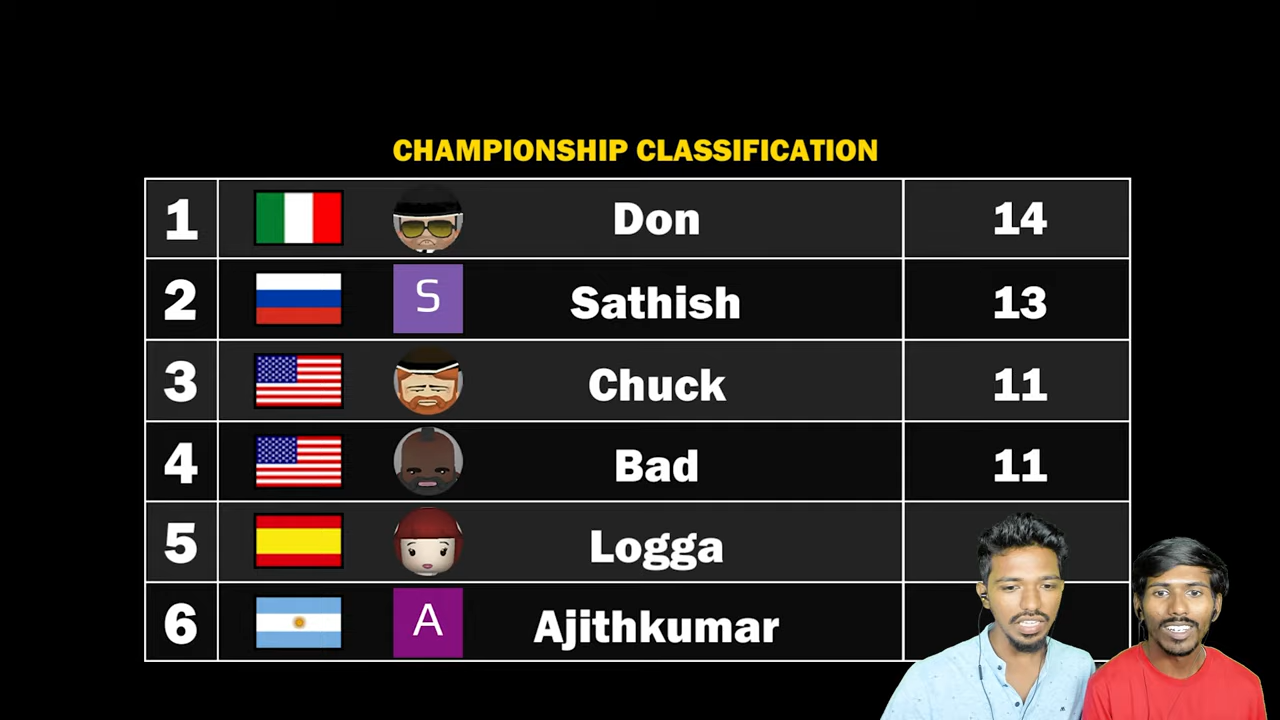 CHAMPIONSHIP CLASSIFICATION
1 Don 14
2 S Sathish 13
3 Chuck 11
4 Bad 11
5 Logga
6 A Ajithkumar